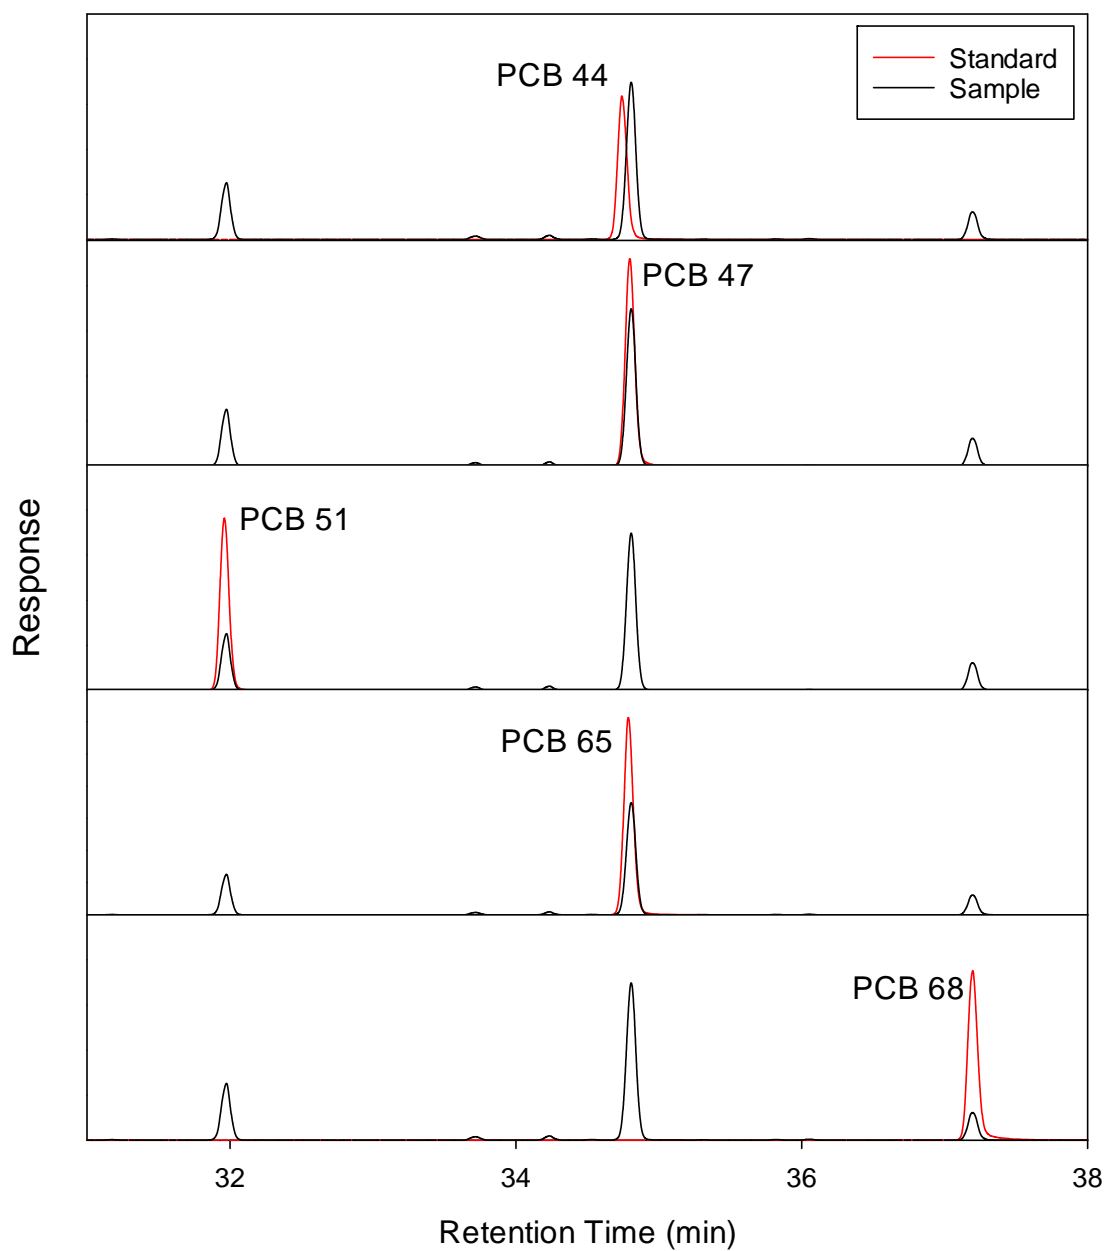 Standard
Sample
PCB 44
PCB 47
PCB 51
PCB 65
PCB 68
Response
32 34 36 38
Retention Time (min)